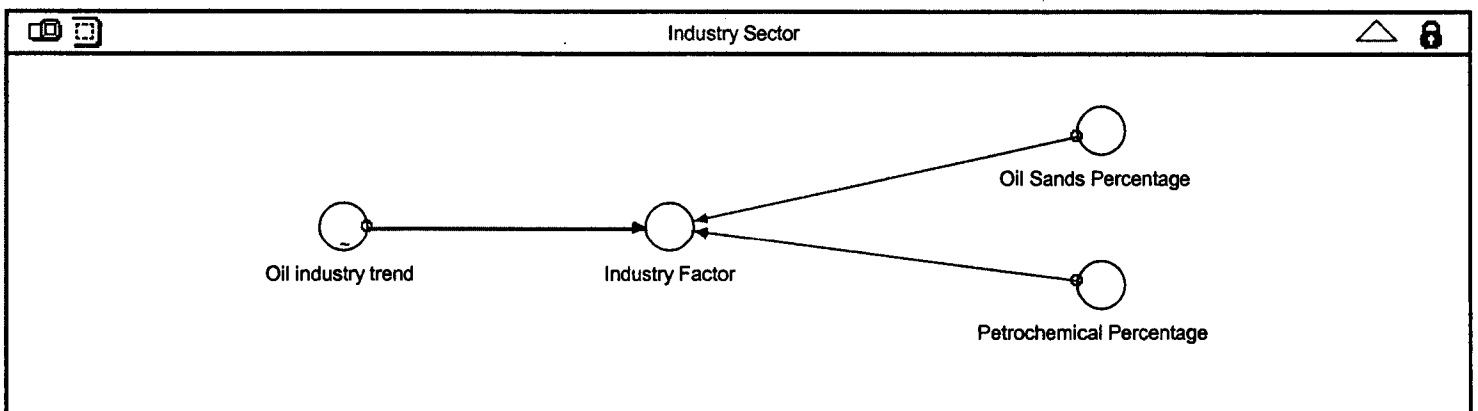 Industry Sector
Oil Sands Percentage
~
Oil industry trend
Industry Factor
Petrochemical Percentage